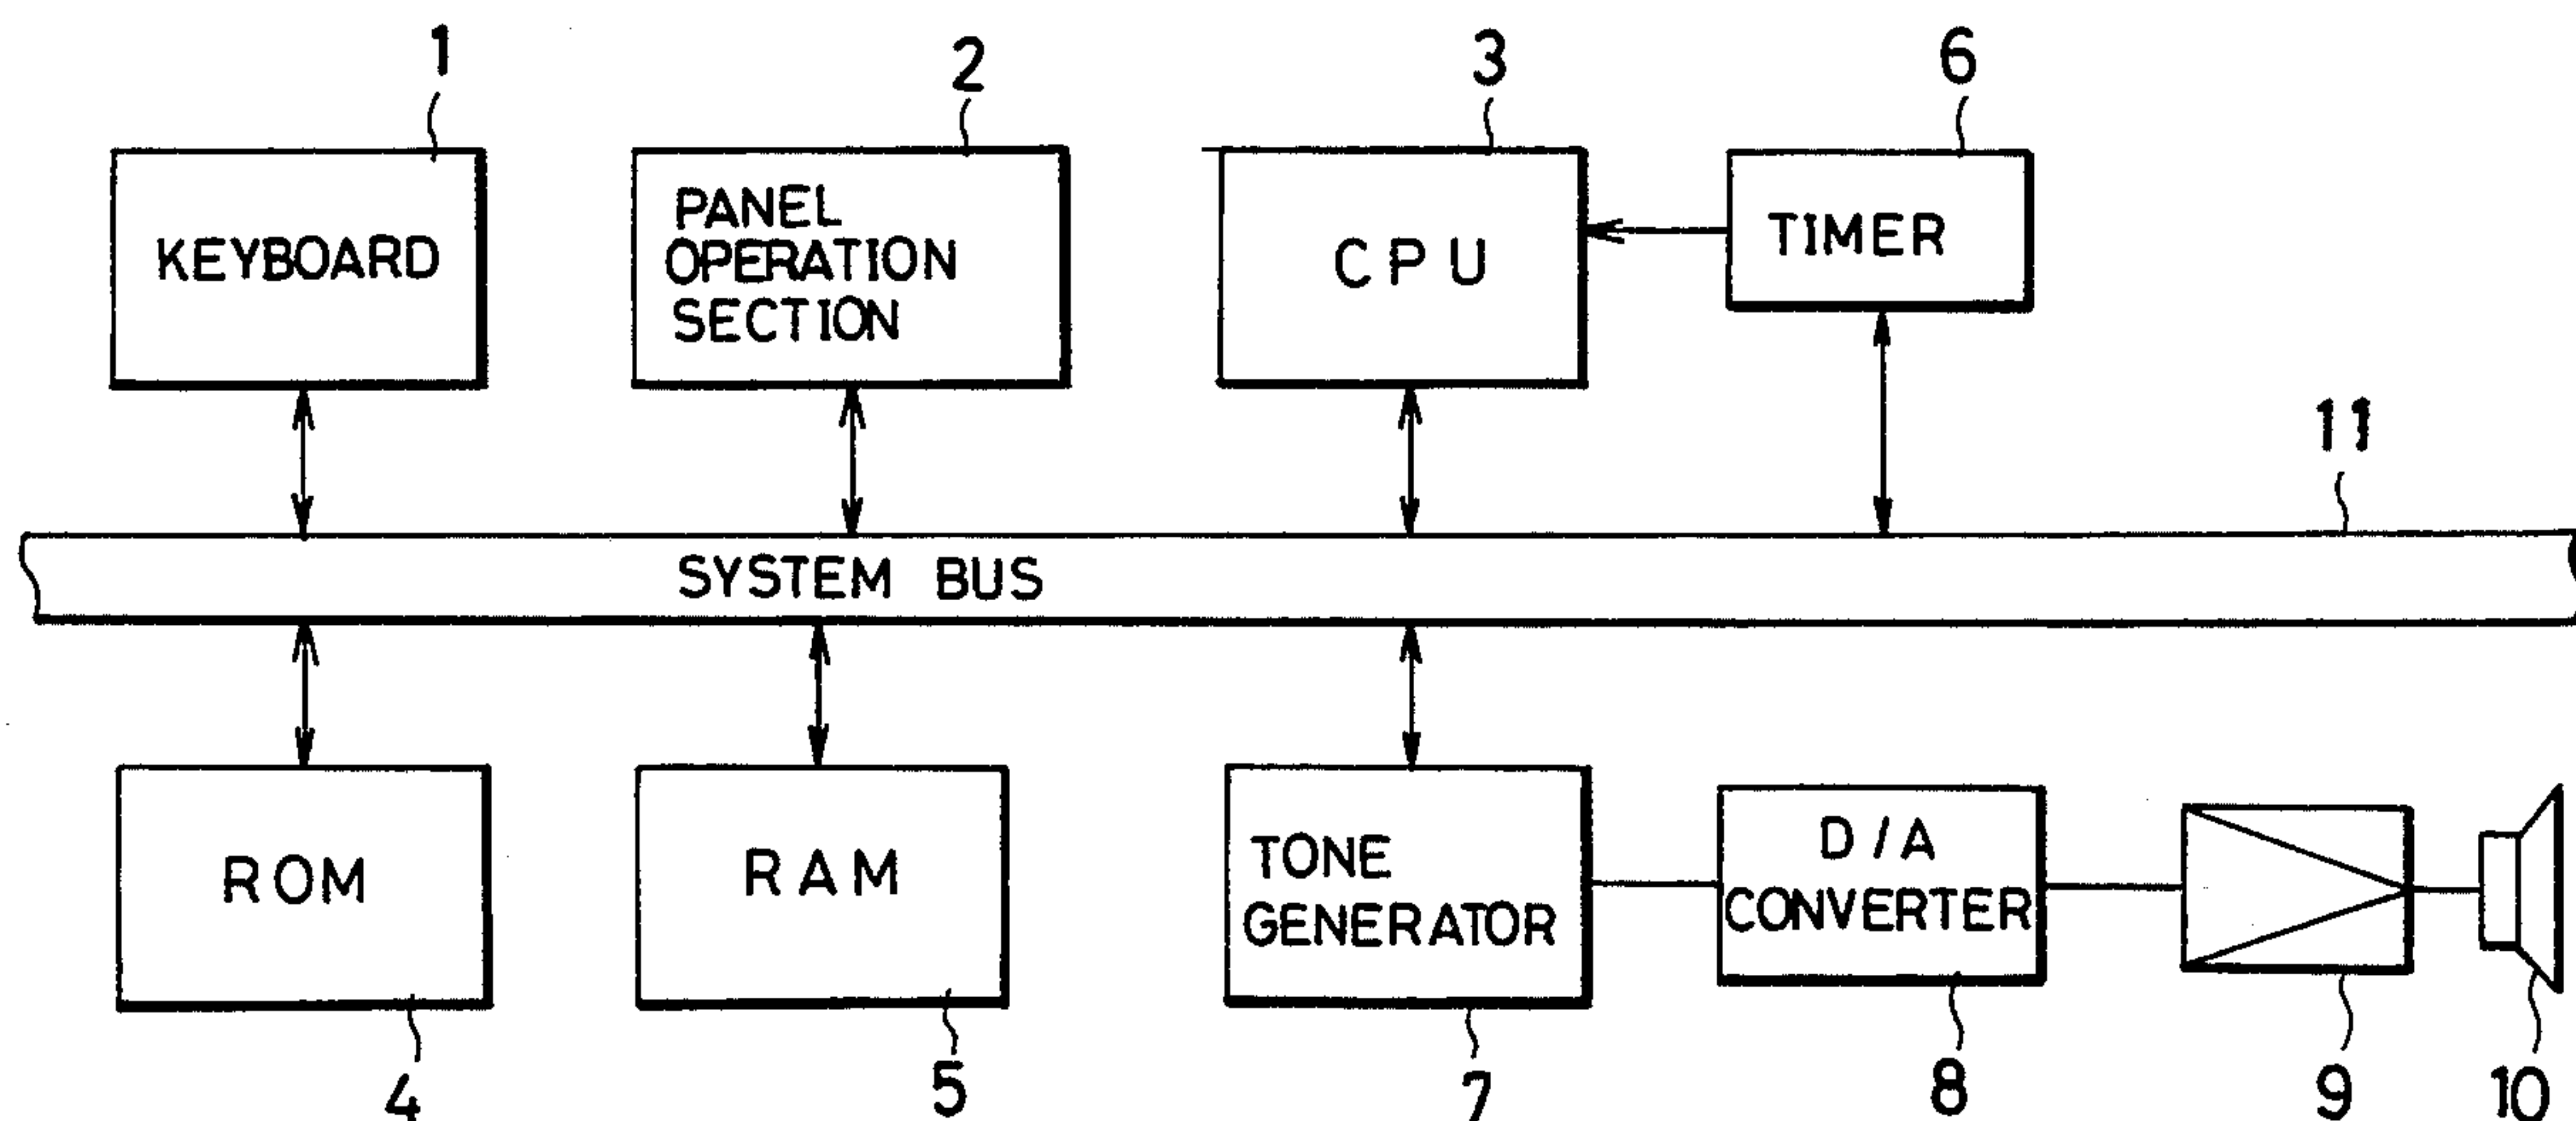 1
2
3
6
KEYBOARD
PANEL
OPERATION
SECTION
CPU
TIMER
11
SYSTEM BUS
ROM
RAM
TONE
GENERATOR
D/A
CONVERTER
4
5
7
8
9
10